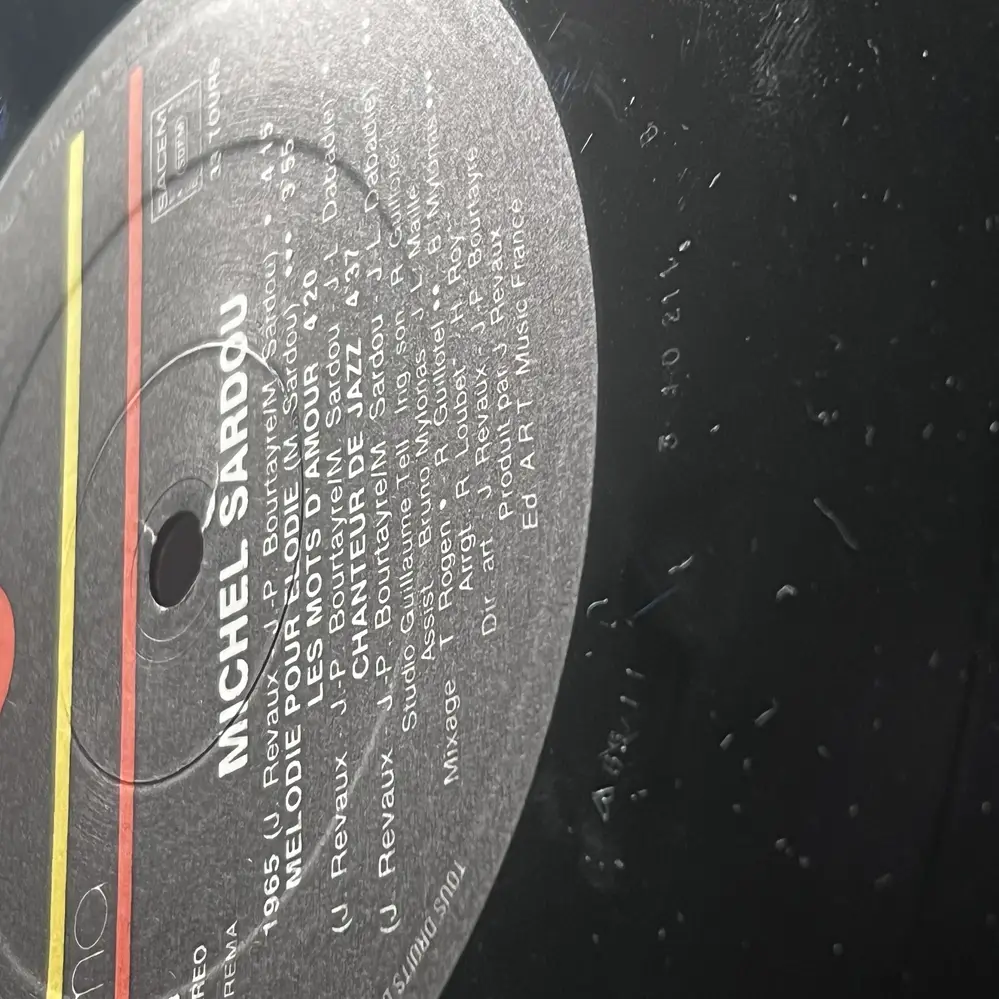 SACEM
33 TOURS
MICHEL SARDOU
1965 (J. Revaux - J.-P. Bourtayre/M. Sardou) • 4'15
MELODIE POUR ELODIE (M. Sardou) ••• 3'55
LES MOTS D'AMOUR 4'20
(J. Revaux - J.-P. Bourtayre/M. Sardou - J.L. Dabadie)
CHANTEUR DE JAZZ 4'37
(J. Revaux - J.-P. Bourtayre/M. Sardou - J.L. Dabadie)
Studio Guillaume Tell Ing son. R. Guillotel
Assist. Bruno Mylonas J.L. Maille
Mixage T. Rogen • R. Guillotel •• B. Mylonas •••
Arrgt. R. Loubet - H. Roy
Dir. art. J. Revaux - J.P. Bourtayre
Produit par J. Revaux
Ed A.R.T. Music France
TOUS DROITS